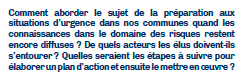 Comment aborder le sujet de la préparation aux
situations d'urgence dans nos communes quand les
connaissances dans le domaine des risques restent
encore diffuses ? De quels acteurs les élus doivent-ils
s'entourer ? Quelles seraient les étapes à suivre pour
élaborer un plan d'action et ensuite le mettre en œuvre ?